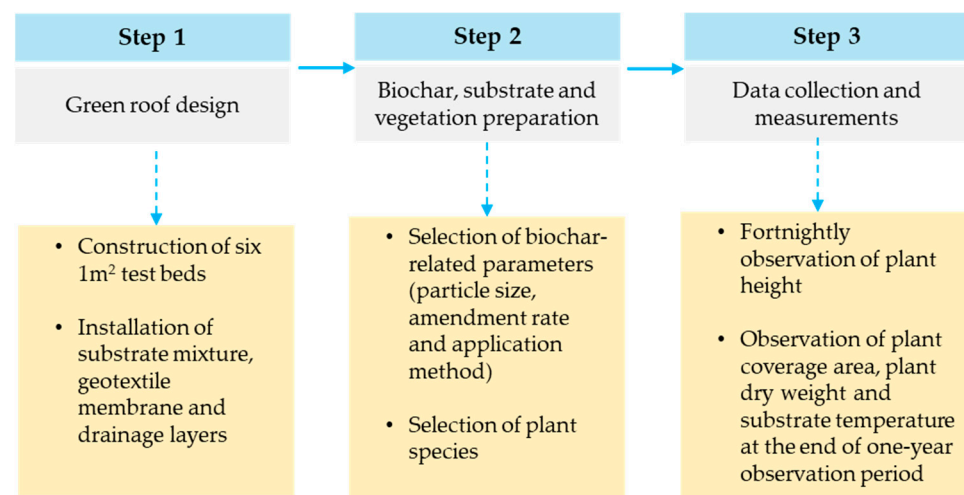 Step 1
Green roof design
• Construction of six
1m² test beds
• Installation of
substrate mixture,
geotextile
membrane and
drainage layers
Step 2
Biochar, substrate and
vegetation preparation
• Selection of biochar-
related parameters
(particle size,
amendment rate
and application
method)
• Selection of plant
species
Step 3
Data collection and
measurements
• Fortnightly
observation of plant
height
• Observation of plant
coverage area, plant
dry weight and
substrate temperature
at the end of one-year
observation period